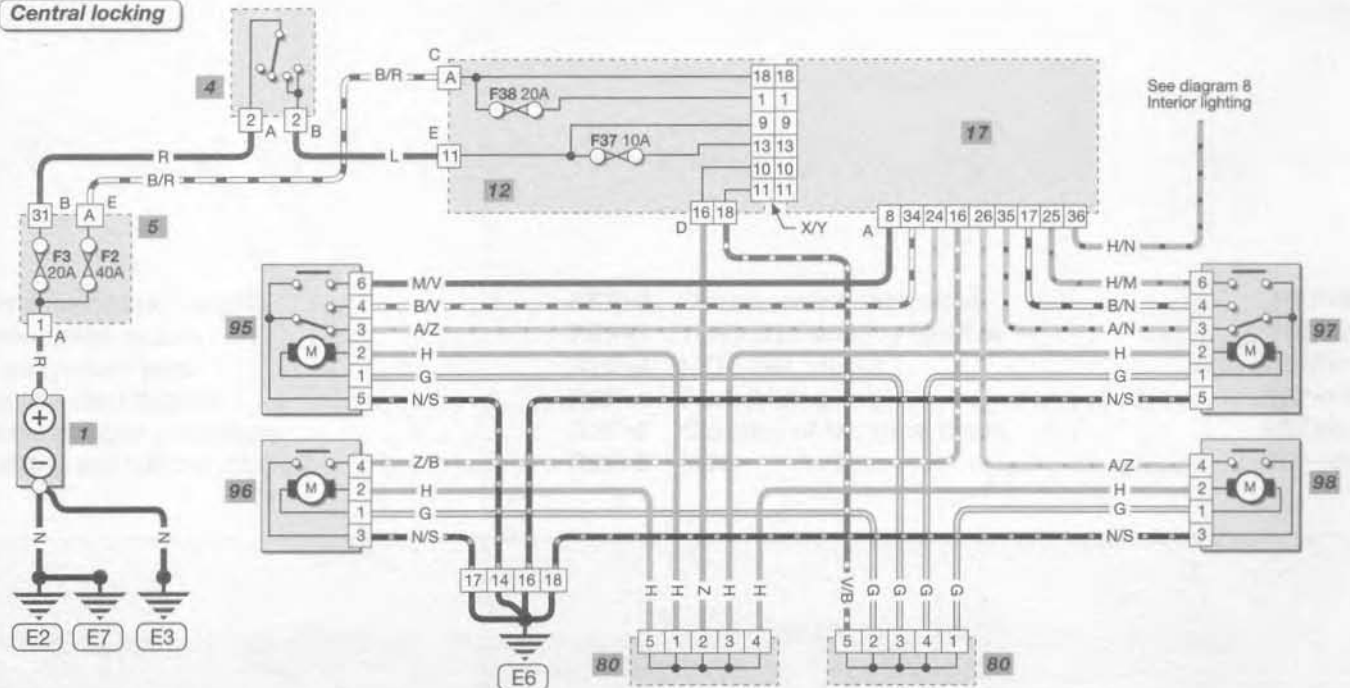 Central locking
4
2 A 2 B
B/R
C
A
F38 20A
18 18
1 1
9 9
13 13
10 10
11 11
17
See diagram 8
Interior lighting
R
L
E
11
F37 10A
B/R
12
31 B A E
5
F3
20A
F2
40A
1 A
16 18
D
X/Y
A
8 34 24 16 26 35 17 25 36
H/N
95
6 M/V
4 B/V
3 A/Z
M
2 H
1 G
5 N/S
H/M 6
B/N 4
A/N 3
H 2
G 1
N/S 5
M
97
R
1
96
4 Z/B
M
2 H
1 G
3 N/S
A/Z 4
H 2
G 1
N/S 3
M
98
N
N
17 14 16 18
H H Z H H
V/B G G G G
E2 E7 E3
E6
80
5 1 2 3 4
80
5 2 3 4 1